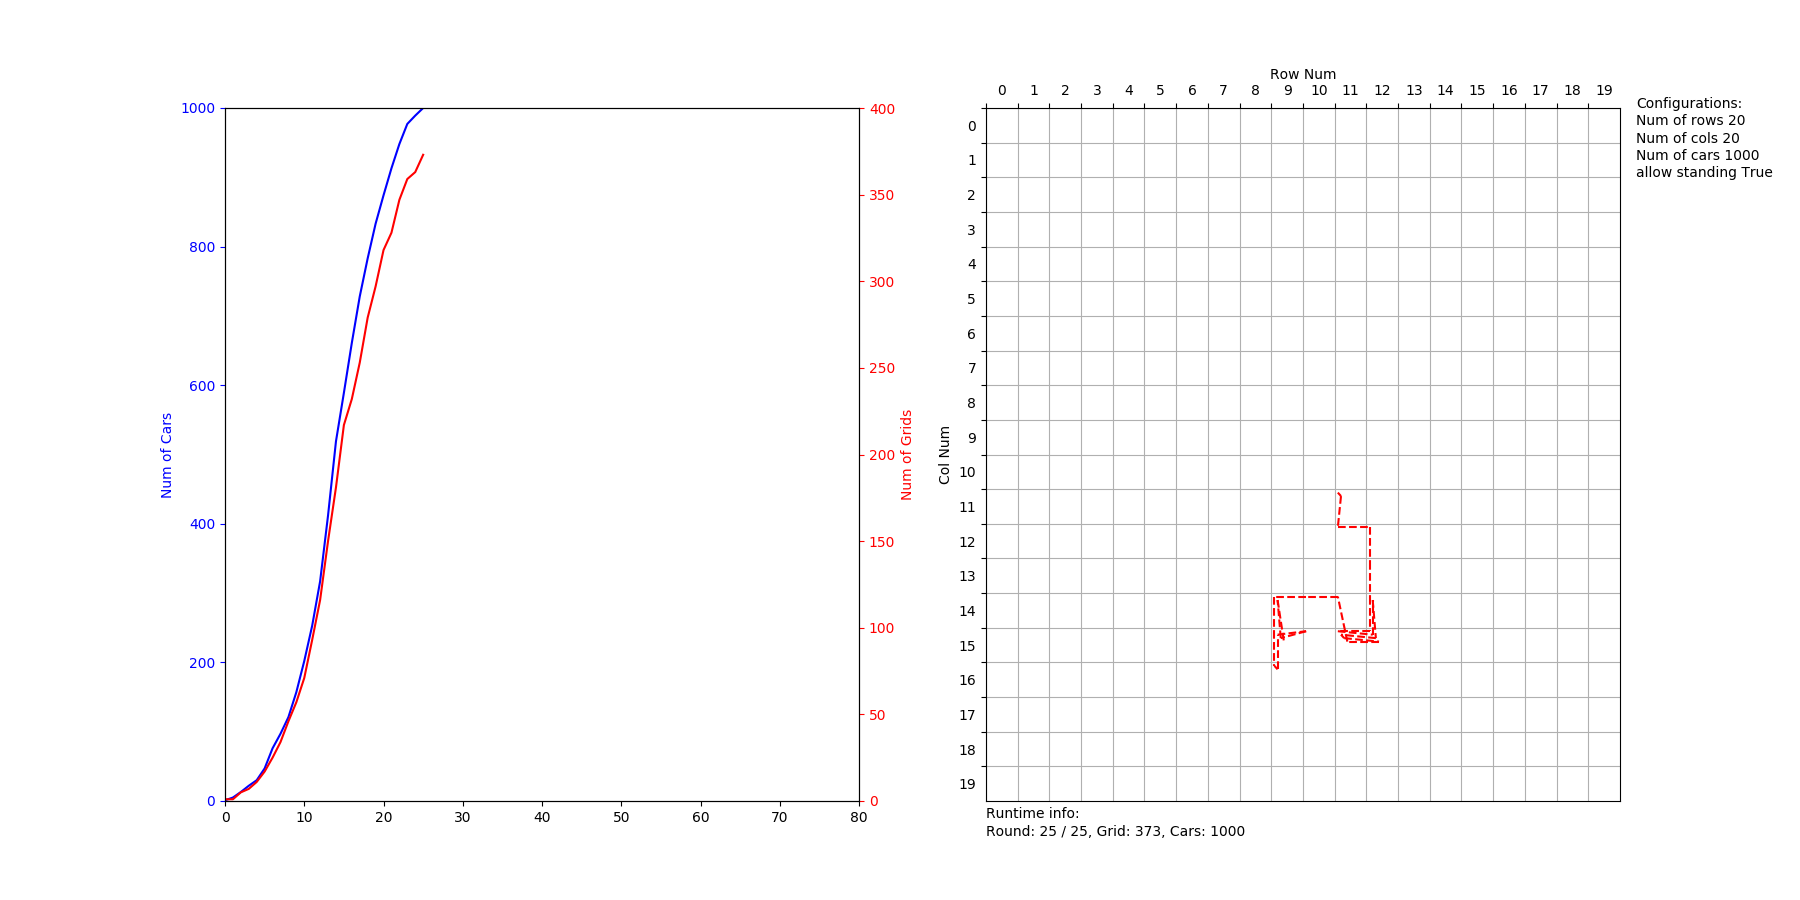 Row Num
0 1 2 3 4 5 6 7 8 9 10 11 12 13 14 15 16 17 18 19
Configurations:
Num of rows 20
Num of cols 20
Num of cars 1000
allow standing True
1000
800
600
400
200
0
Num of Cars
0 10 20 30 40 50 60 70 80
400
350
300
250
200
150
100
50
0
Num of Grids
Col Num
0
1
2
3
4
5
6
7
8
9
10
11
12
13
14
15
16
17
18
19
Runtime info:
Round: 25 / 25, Grid: 373, Cars: 1000